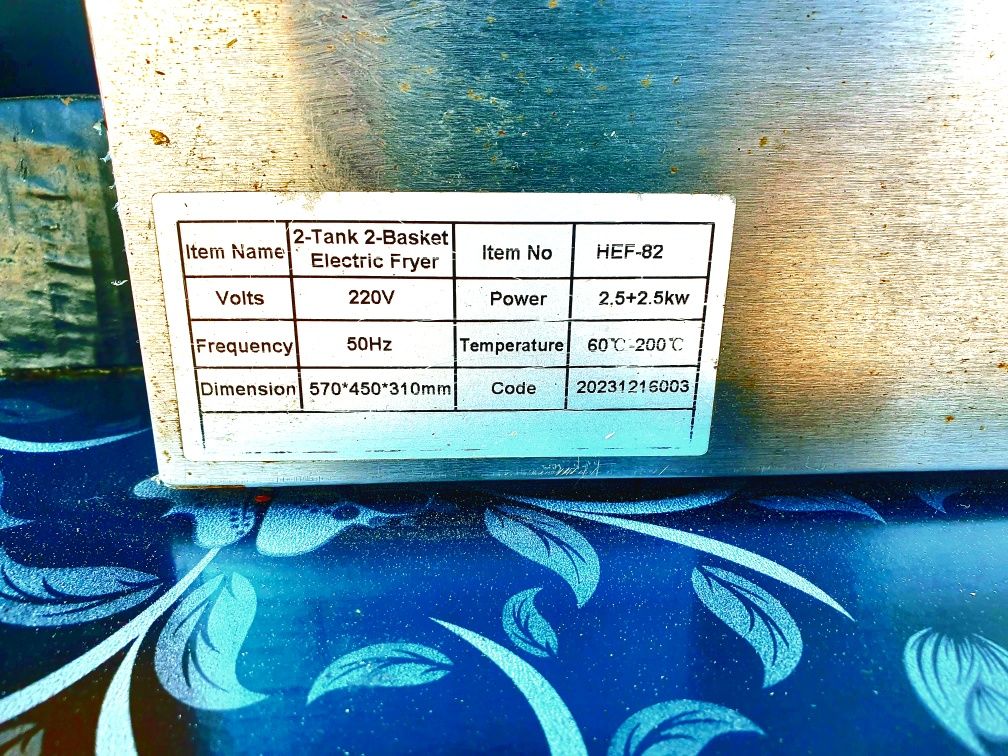 Item Name 2-Tank 2-Basket Electric Fryer Item No HEF-82
Volts 220V Power 2.5+2.5kw
Frequency 50Hz Temperature 60℃-200℃
Dimension 570*450*310mm Code 20231216003